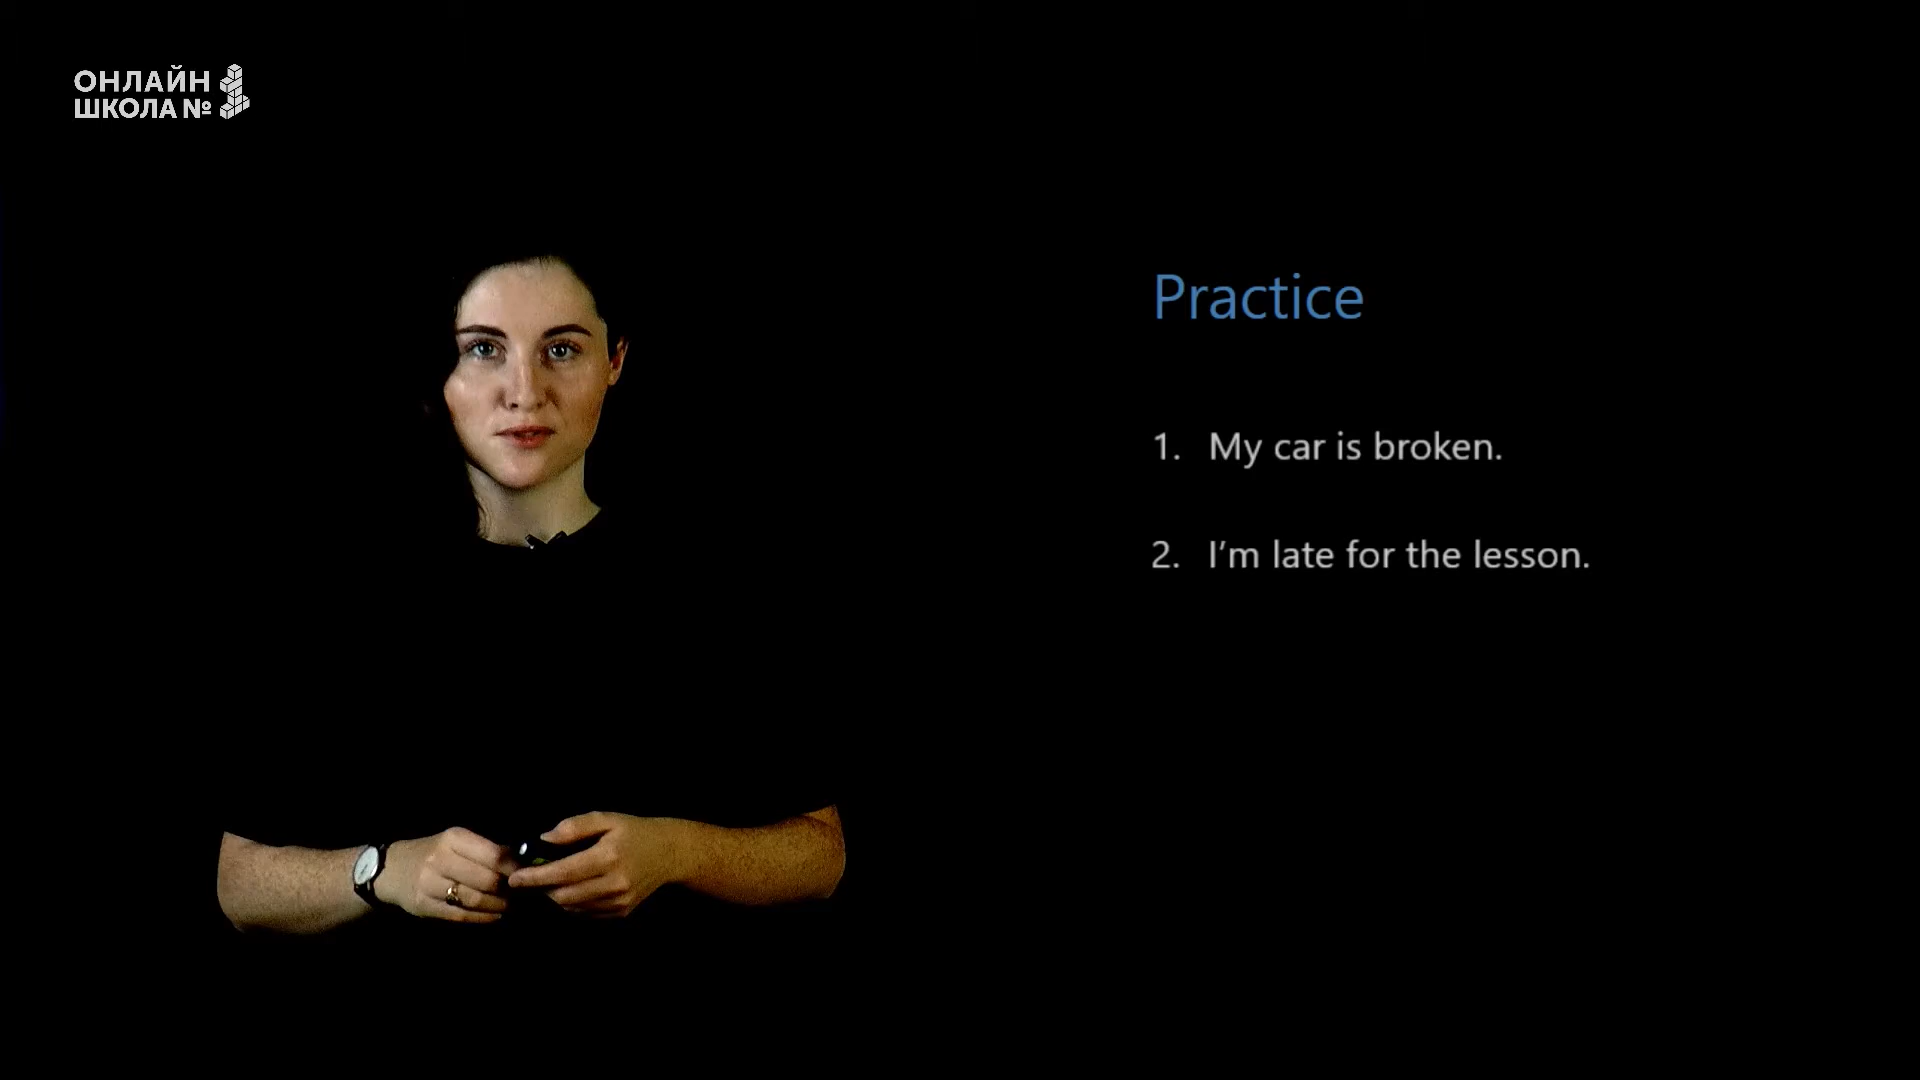 ОНЛАЙН
ШКОЛА №
Practice
1. My car is broken.
2. I’m late for the lesson.